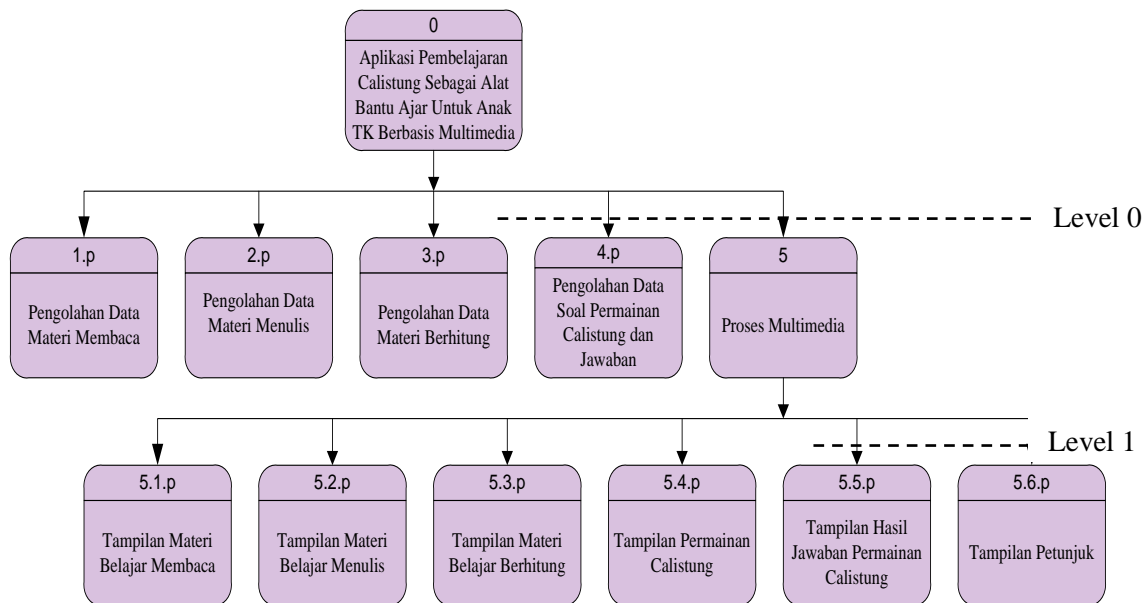 0
Aplikasi Pembelajaran
Calistung Sebagai Alat
Bantu Ajar Untuk Anak
TK Berbasis Multimedia
Level 0
1.p
Pengolahan Data
Materi Membaca
2.p
Pengolahan Data
Materi Menulis
3.p
Pengolahan Data
Materi Berhitung
4.p
Pengolahan Data
Soal Permainan
Calistung dan
Jawaban
5
Proses Multimedia
Level 1
5.1.p
Tampilan Materi
Belajar Membaca
5.2.p
Tampilan Materi
Belajar Menulis
5.3.p
Tampilan Materi
Belajar Berhitung
5.4.p
Tampilan Permainan
Calistung
5.5.p
Tampilan Hasil
Jawaban Permainan
Calistung
5.6.p
Tampilan Petunjuk